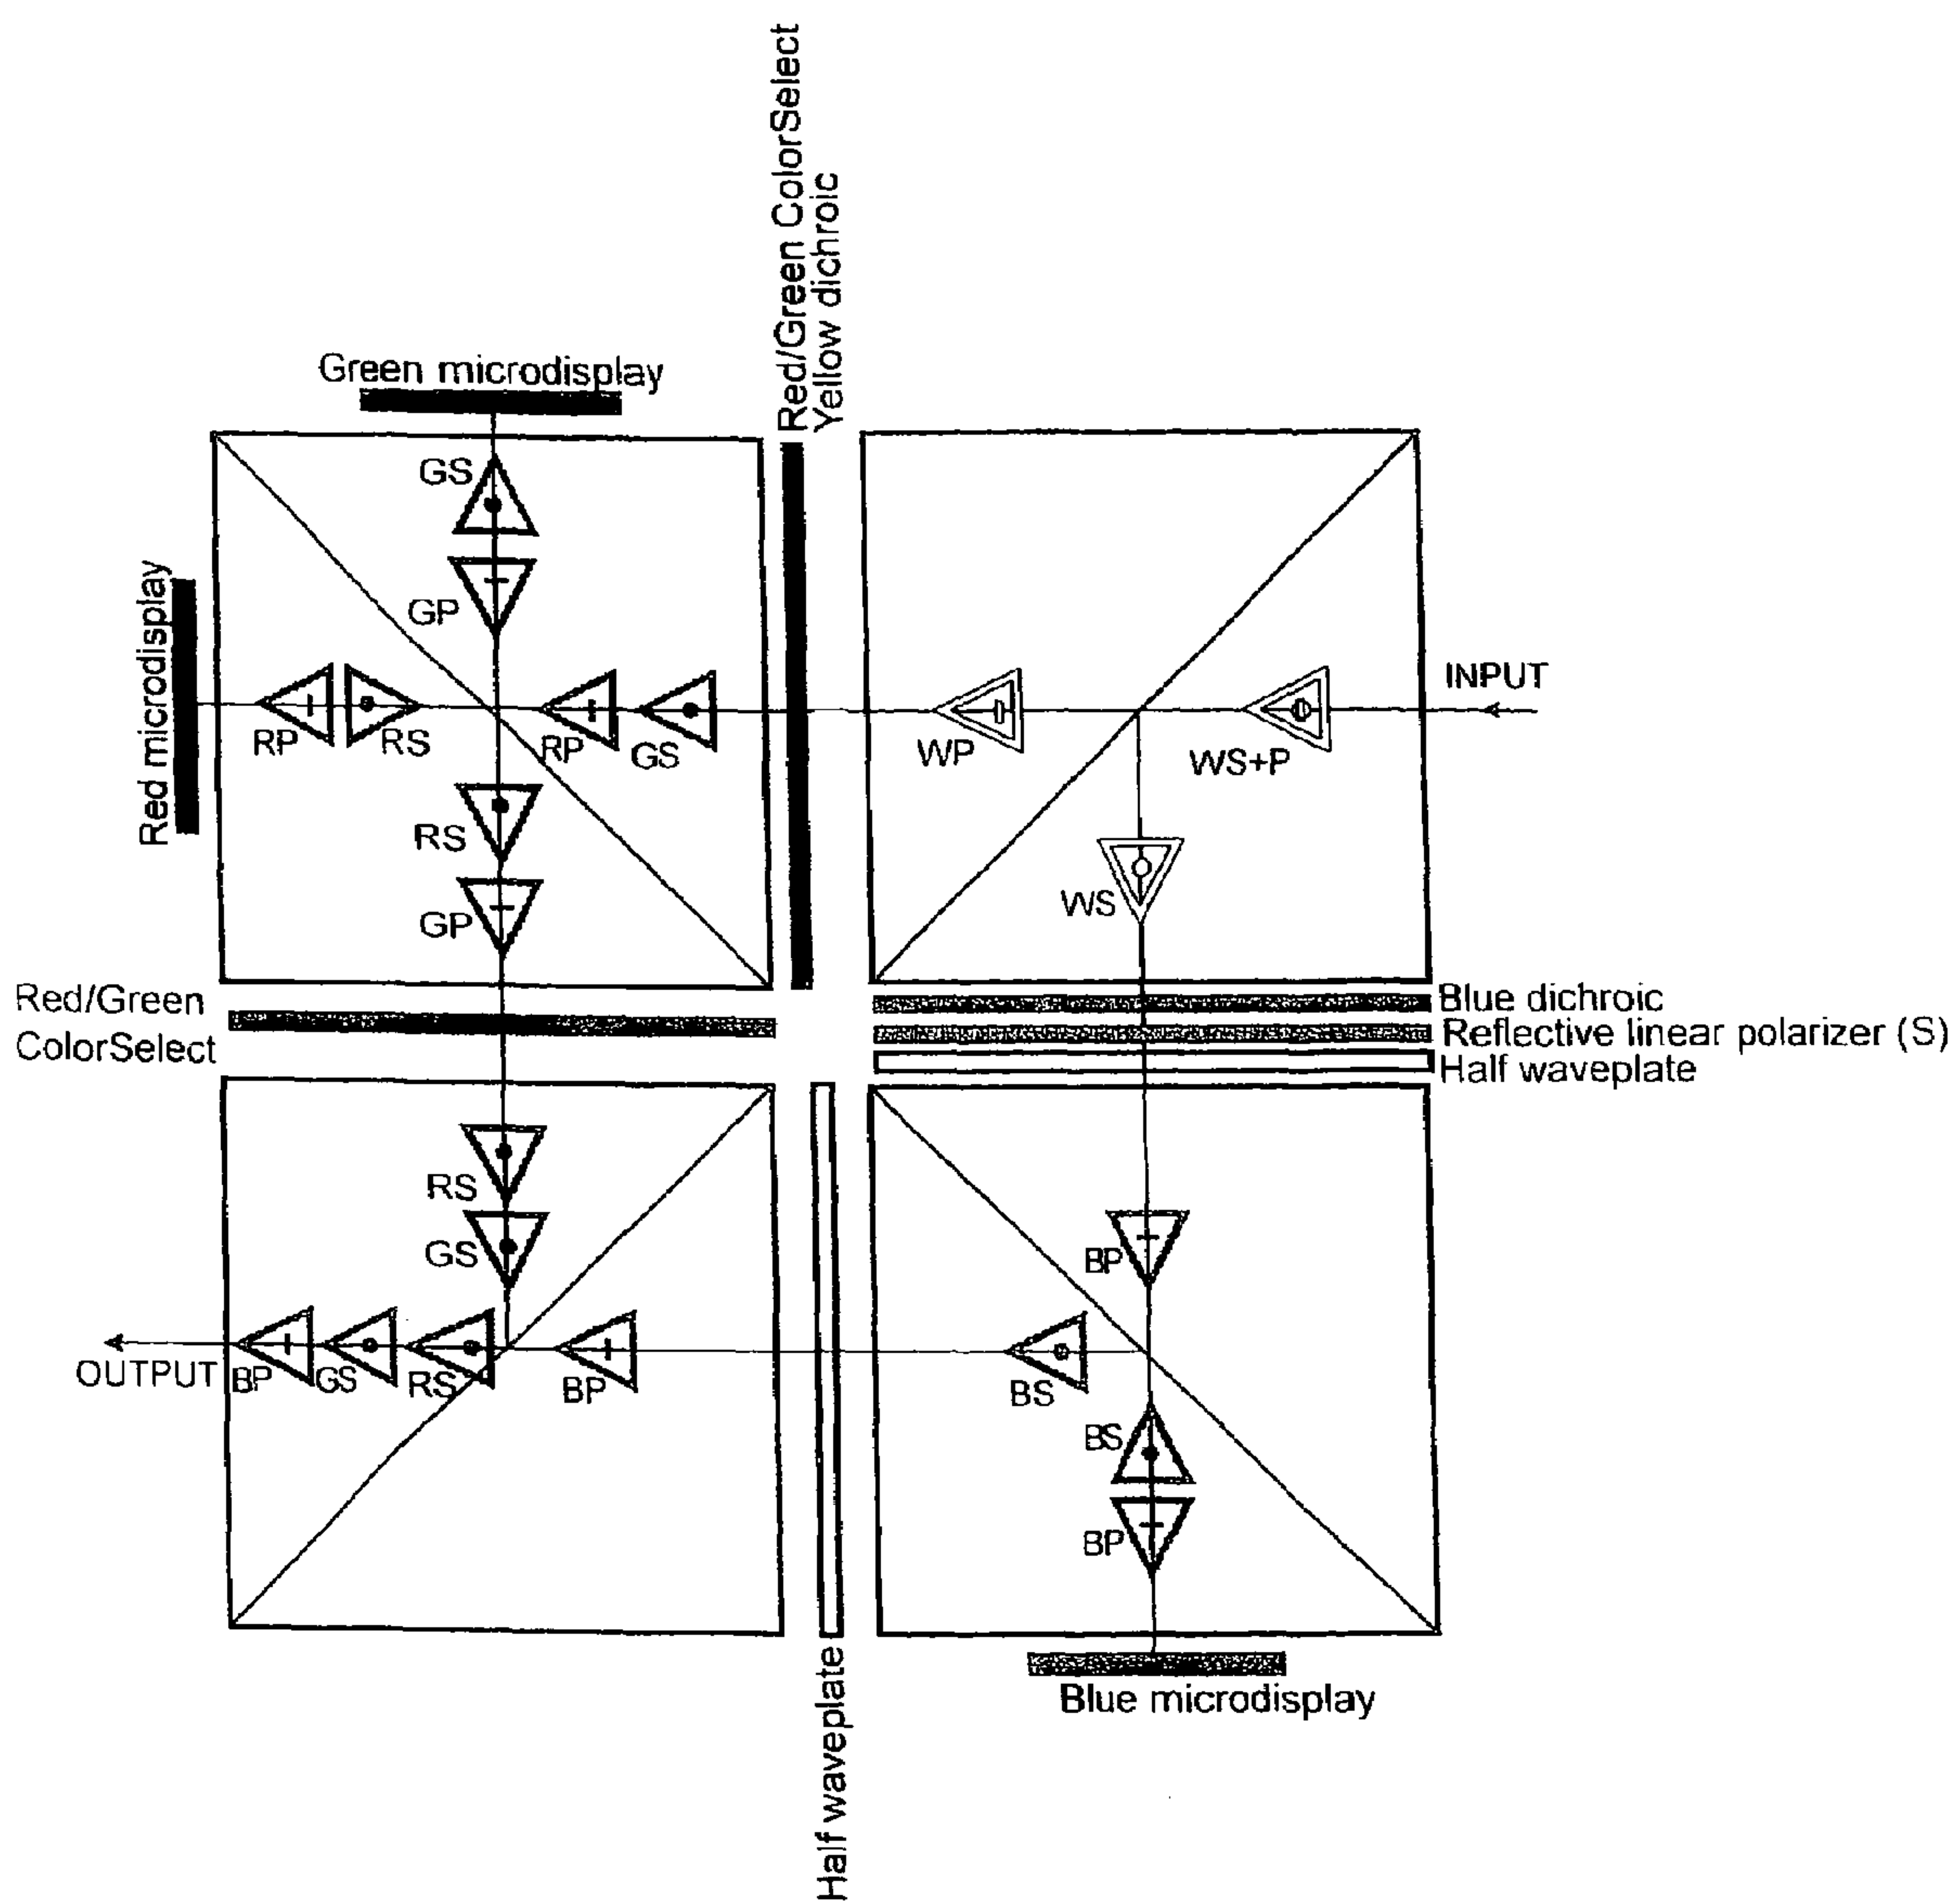 Red/Green ColorSelect
Yellow dichroic
Green microdisplay
GS
GP
Red microdisplay
RP
RS
RP
GS
WP
WS+P
INPUT
RS
GP
WS
Red/Green
ColorSelect
Blue dichroic
Reflective linear polarizer (S)
Half waveplate
RS
GS
BP
OUTPUT
BP
GS
RS
BP
BS
BS
BP
Half waveplate
Blue microdisplay